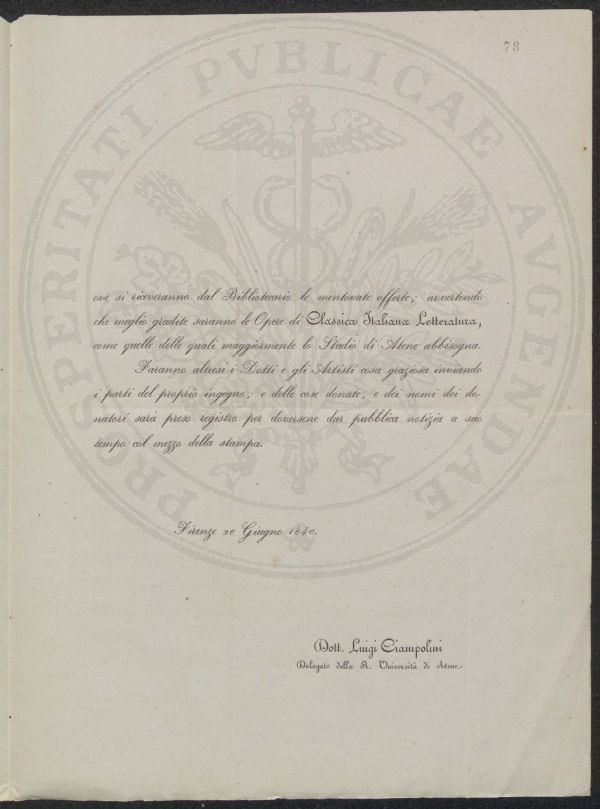 78
PROSPERITATI PVBLICAE AVGENDAE
ove si riceveranno dal Bibliotecario le mentovate offerte; avvertendo
che meglio gradite saranno le Opere di Classica Italiana Letteratura,
come quelle delle quali maggiormente lo Studio di Atene abbisogna.
Faranno altresì i Dotti e gli Artisti cosa graziosa inviando
i parti del proprio ingegno; e delle cose donate, e dei nomi dei do-
natori sarà preso registro per doversene dar pubblica notizia a suo
tempo col mezzo della stampa.
Firenze 20 Giugno 1840.
Dott. Luigi Ciampolini
Delegato della R. Università di Atene